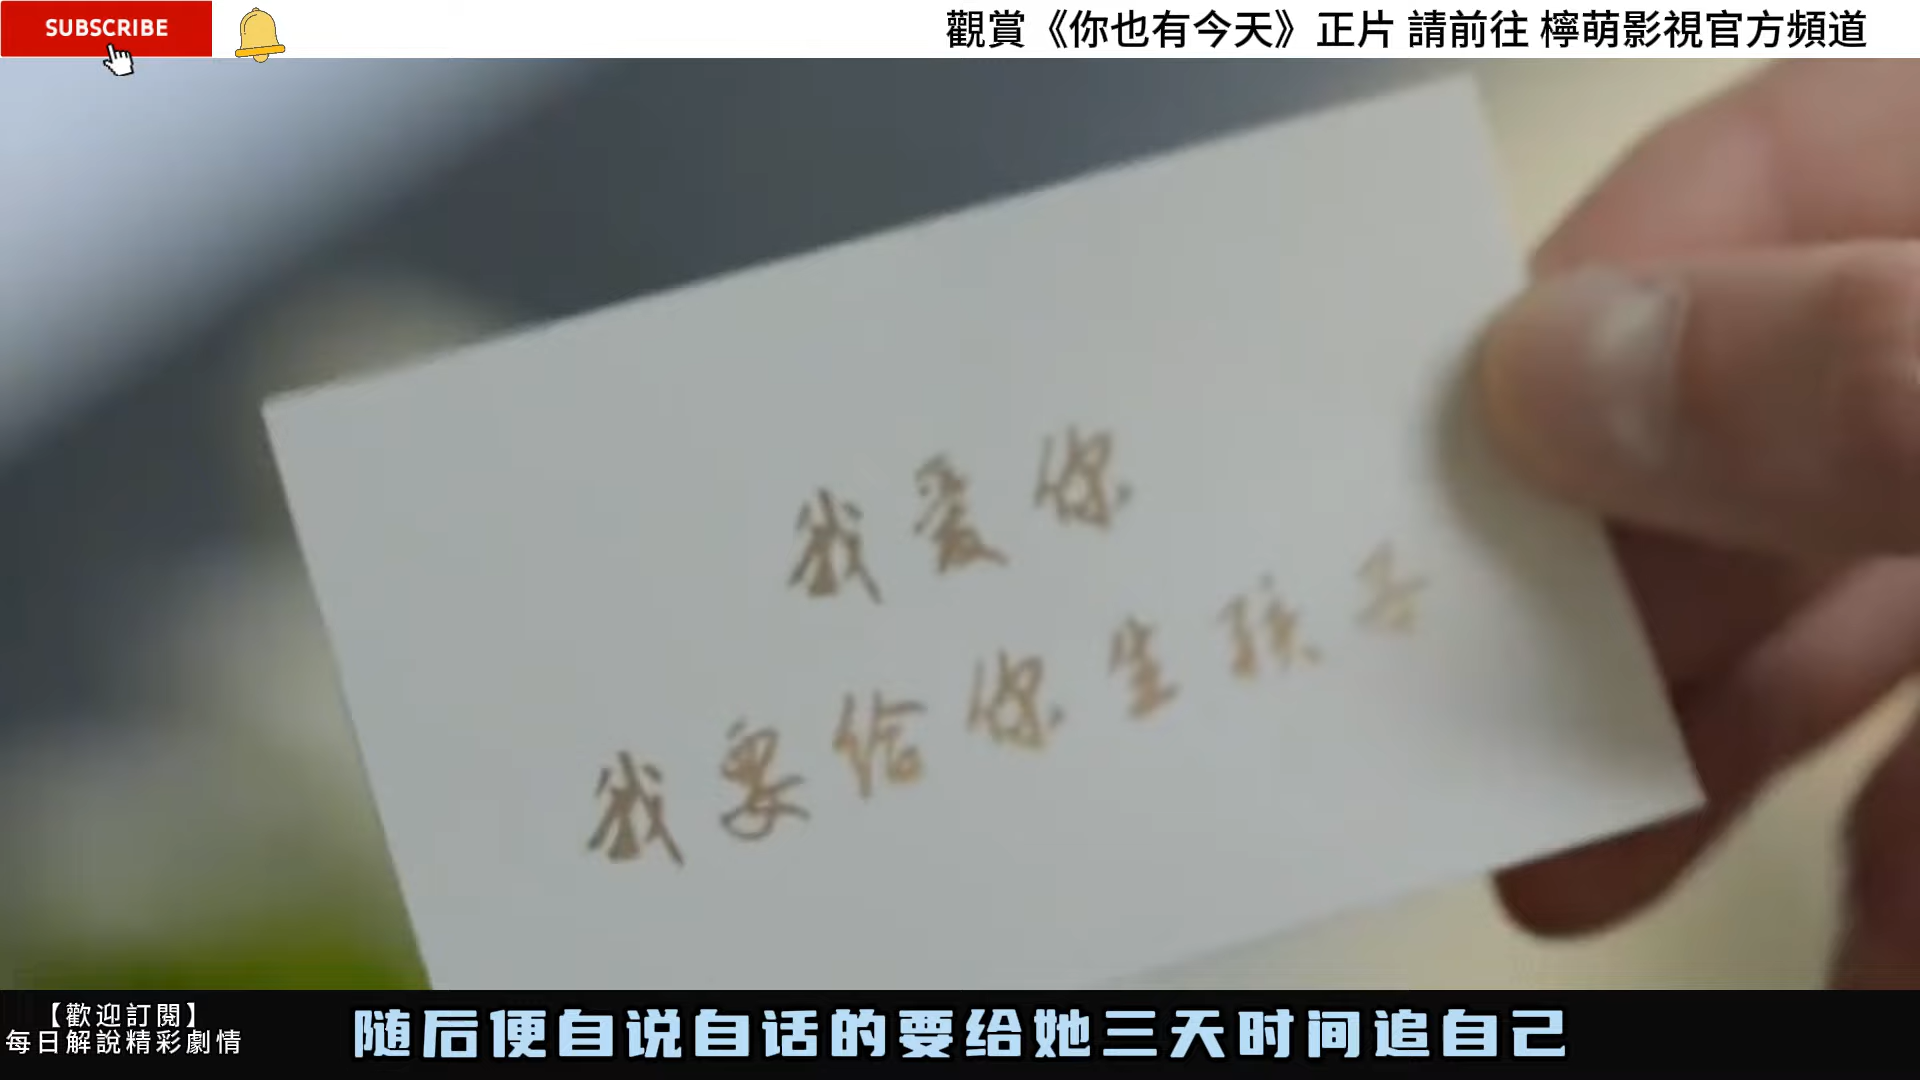 SUBSCRIBE
觀賞《你也有今天》正片 請前往 檸萌影視官方頻道
我爱你
我要给你生孩子
【歡迎訂閱】
每日解說精彩劇情
随后便自说自话的要给她三天时间追自己